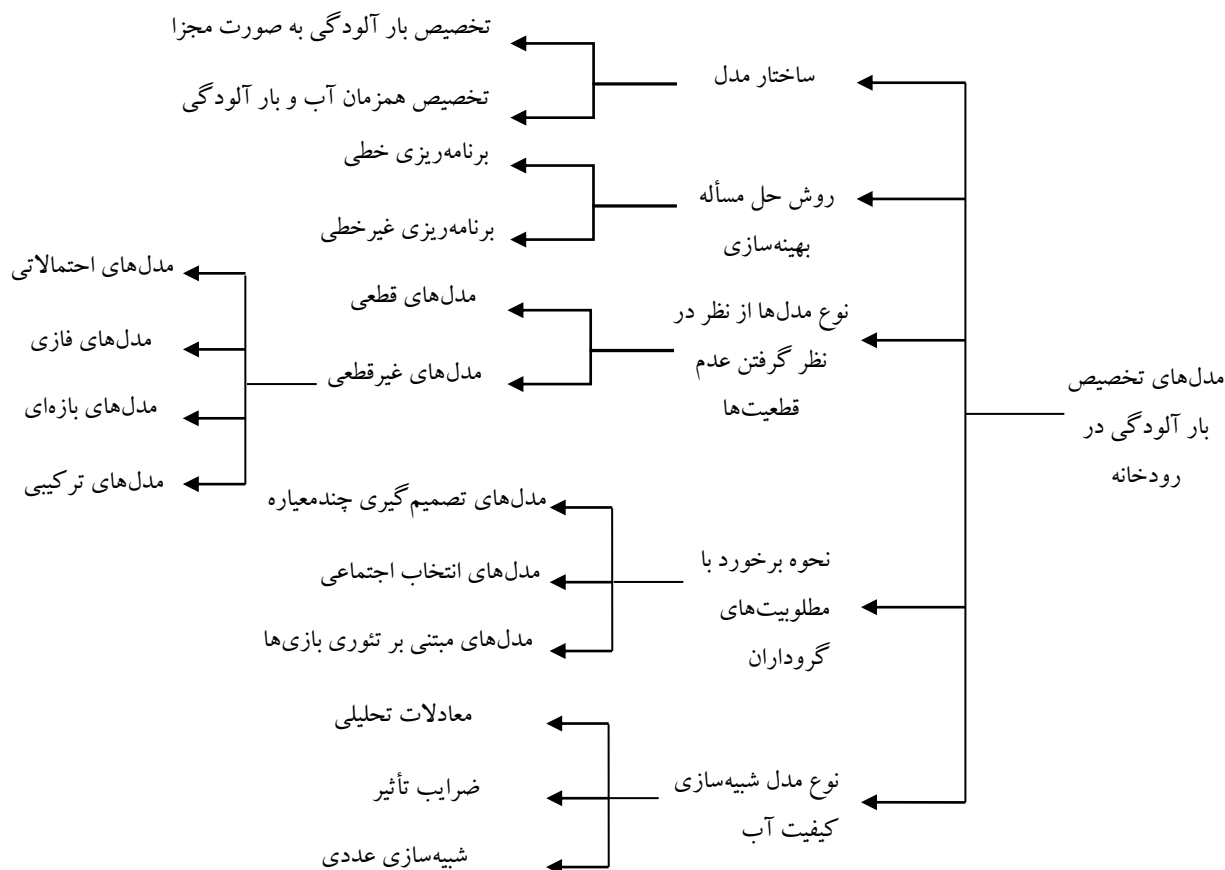 مدل‌های تخصیص
بار آلودگی در
رودخانه
ساختار مدل
تخصیص بار آلودگی به صورت مجزا
تخصیص همزمان آب و بار آلودگی
روش حل مسأله
بهینه‌سازی
برنامه‌ریزی خطی
برنامه‌ریزی غیرخطی
نوع مدل‌ها از نظر در
نظر گرفتن عدم
قطعیت‌ها
مدل‌های قطعی
مدل‌های غیرقطعی
مدل‌های احتمالاتی
مدل‌های فازی
مدل‌های بازه‌ای
مدل‌های ترکیبی
نحوه برخورد با
مطلوبیت‌های
گروداران
مدل‌های تصمیم‌گیری چندمعیاره
مدل‌های انتخاب اجتماعی
مدل‌های مبتنی بر تئوری بازی‌ها
نوع مدل شبیه‌سازی
کیفیت آب
معادلات تحلیلی
ضرایب تأثیر
شبیه‌سازی عددی